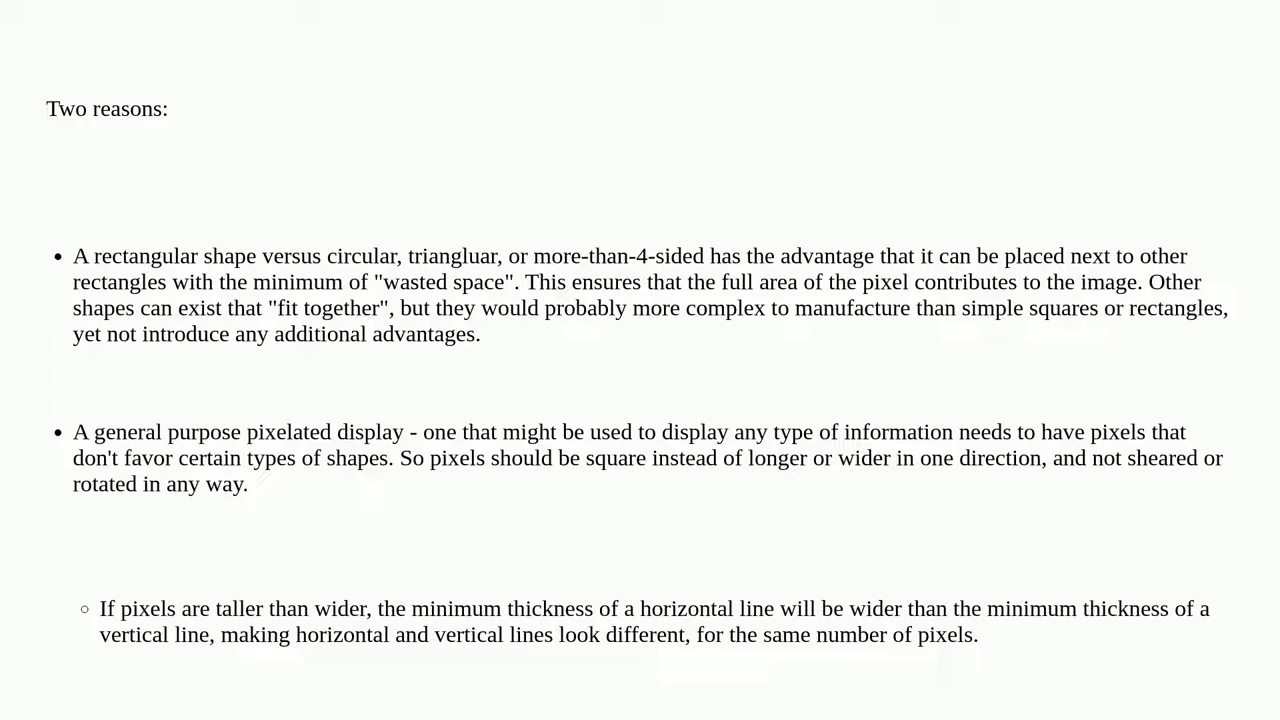 Two reasons:
• A rectangular shape versus circular, triangluar, or more-than-4-sided has the advantage that it can be placed next to other
rectangles with the minimum of "wasted space". This ensures that the full area of the pixel contributes to the image. Other
shapes can exist that "fit together", but they would probably more complex to manufacture than simple squares or rectangles,
yet not introduce any additional advantages.
• A general purpose pixelated display - one that might be used to display any type of information needs to have pixels that
don't favor certain types of shapes. So pixels should be square instead of longer or wider in one direction, and not sheared or
rotated in any way.
◦ If pixels are taller than wider, the minimum thickness of a horizontal line will be wider than the minimum thickness of a
vertical line, making horizontal and vertical lines look different, for the same number of pixels.